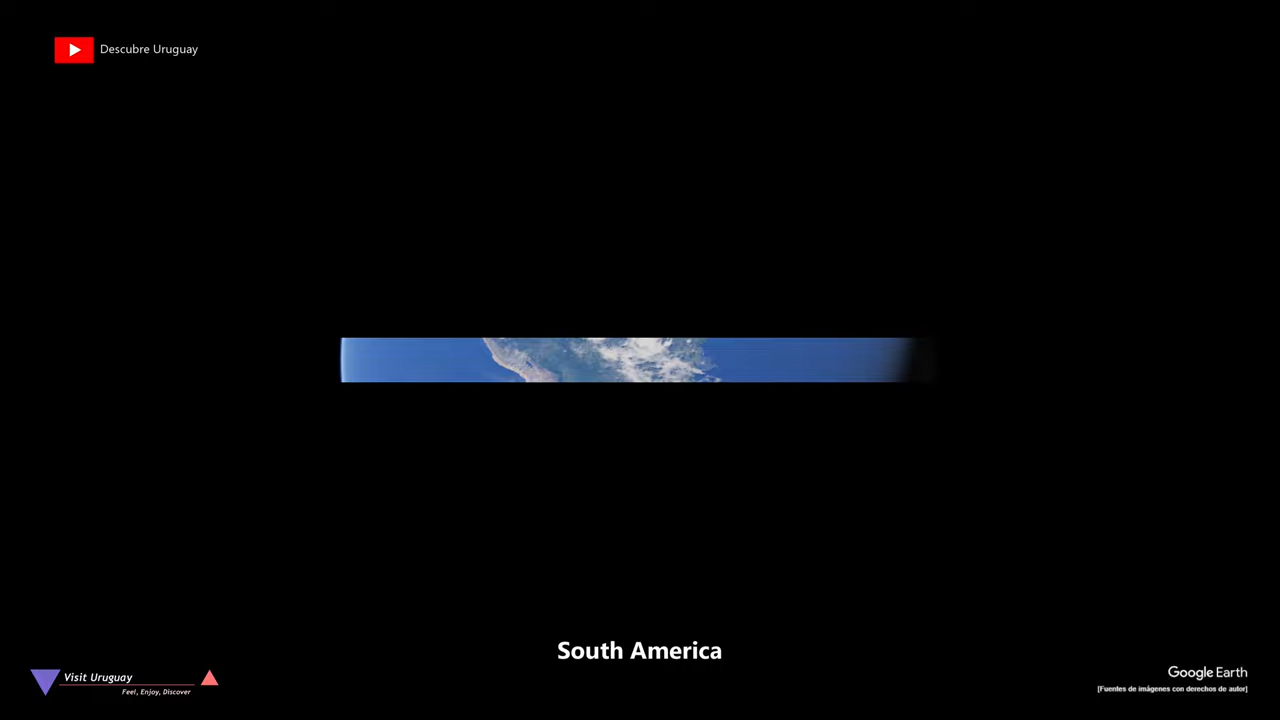 Descubre Uruguay
South America
Visit Uruguay
Feel, Enjoy, Discover
Google Earth
[Fuentes de imágenes con derechos de autor]